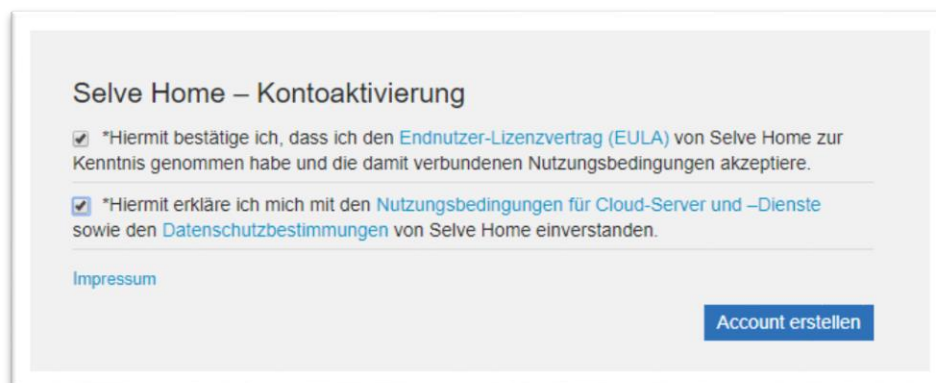 Selve Home – Kontoaktivierung
*Hiermit bestätige ich, dass ich den Endnutzer-Lizenzvertrag (EULA) von Selve Home zur
Kenntnis genommen habe und die damit verbundenen Nutzungsbedingungen akzeptiere.
*Hiermit erkläre ich mich mit den Nutzungsbedingungen für Cloud-Server und –Dienste
sowie den Datenschutzbestimmungen von Selve Home einverstanden.
Impressum
Account erstellen